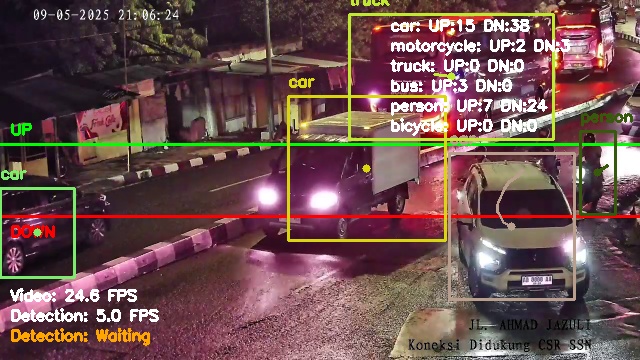 09-05-2025 21:06:24
truck
car: UP:15 DN:38
motorcycle: UP:2 DN:3
truck: UP:0 DN:0
bus: UP:3 DN:0
person: UP:7 DN:24
bicycle: UP:0 DN:0
car
person
UP
car
DOWN
Video: 24.6 FPS
Detection: 5.0 FPS
Detection: Waiting
JL. AHMAD JAZULI
Koneksi Didukung CSR SSN